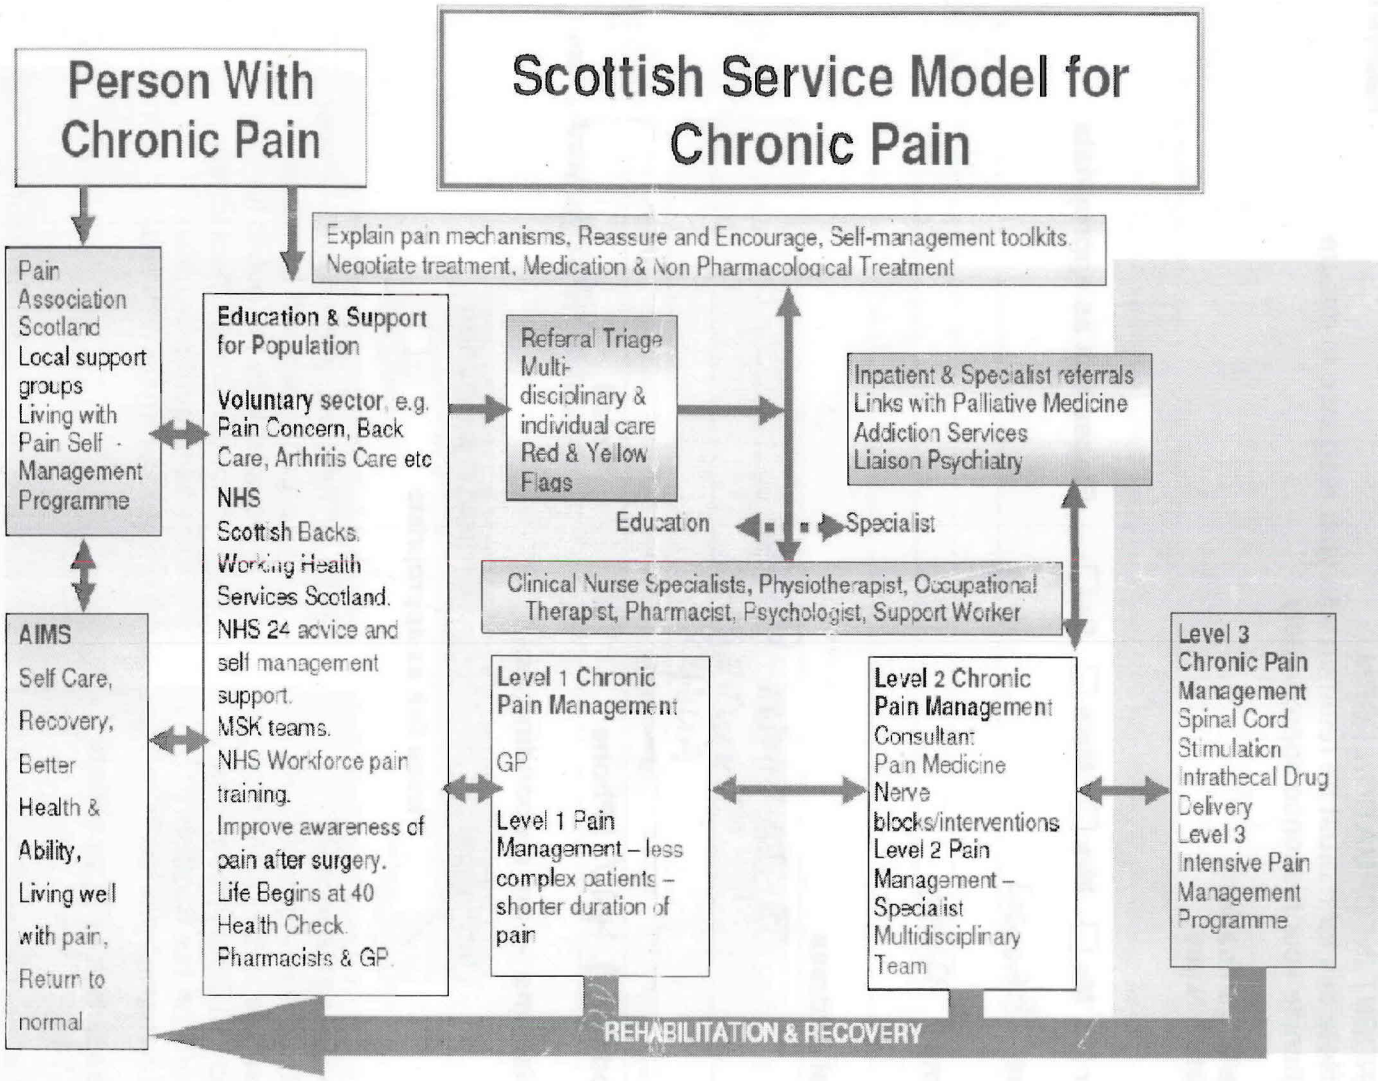 Person With
Chronic Pain
Scottish Service Model for
Chronic Pain
Explain pain mechanisms, Reassure and Encourage, Self-management toolkits.
Negotiate treatment, Medication & Non Pharmacological Treatment
Pain
Association
Scotland
Local support
groups
Living with
Pain Self -
Management
Programme
Education & Support
for Population
Voluntary sector, e.g.
Pain Concern, Back
Care, Arthritis Care etc
NHS
Scottish Backs.
Working Health
Services Scotland.
NHS 24 advice and
self management
support.
MSK teams.
NHS Workforce pain
training.
Improve awareness of
pain after surgery.
Life Begins at 40
Health Check.
Pharmacists & GP.
Referral Triage
Multi-
disciplinary &
individual care
Red & Yellow
Flags
Inpatient & Specialist referrals
Links with Palliative Medicine
Addiction Services
Liaison Psychiatry
Education
Specialist
Clinical Nurse Specialists, Physiotherapist, Occupational
Therapist, Pharmacist, Psychologist, Support Worker
AIMS
Self Care,
Recovery,
Better
Health &
Ability,
Living well
with pain,
Return to
normal
Level 1 Chronic
Pain Management
GP
Level 1 Pain
Management – less
complex patients –
shorter duration of
pain
Level 2 Chronic
Pain Management
Consultant
Pain Medicine
Nerve
blocks/interventions
Level 2 Pain
Management –
Specialist
Multidisciplinary
Team
Level 3
Chronic Pain
Management
Spinal Cord
Stimulation
Intrathecal Drug
Delivery
Level 3
Intensive Pain
Management
Programme
REHABILITATION & RECOVERY